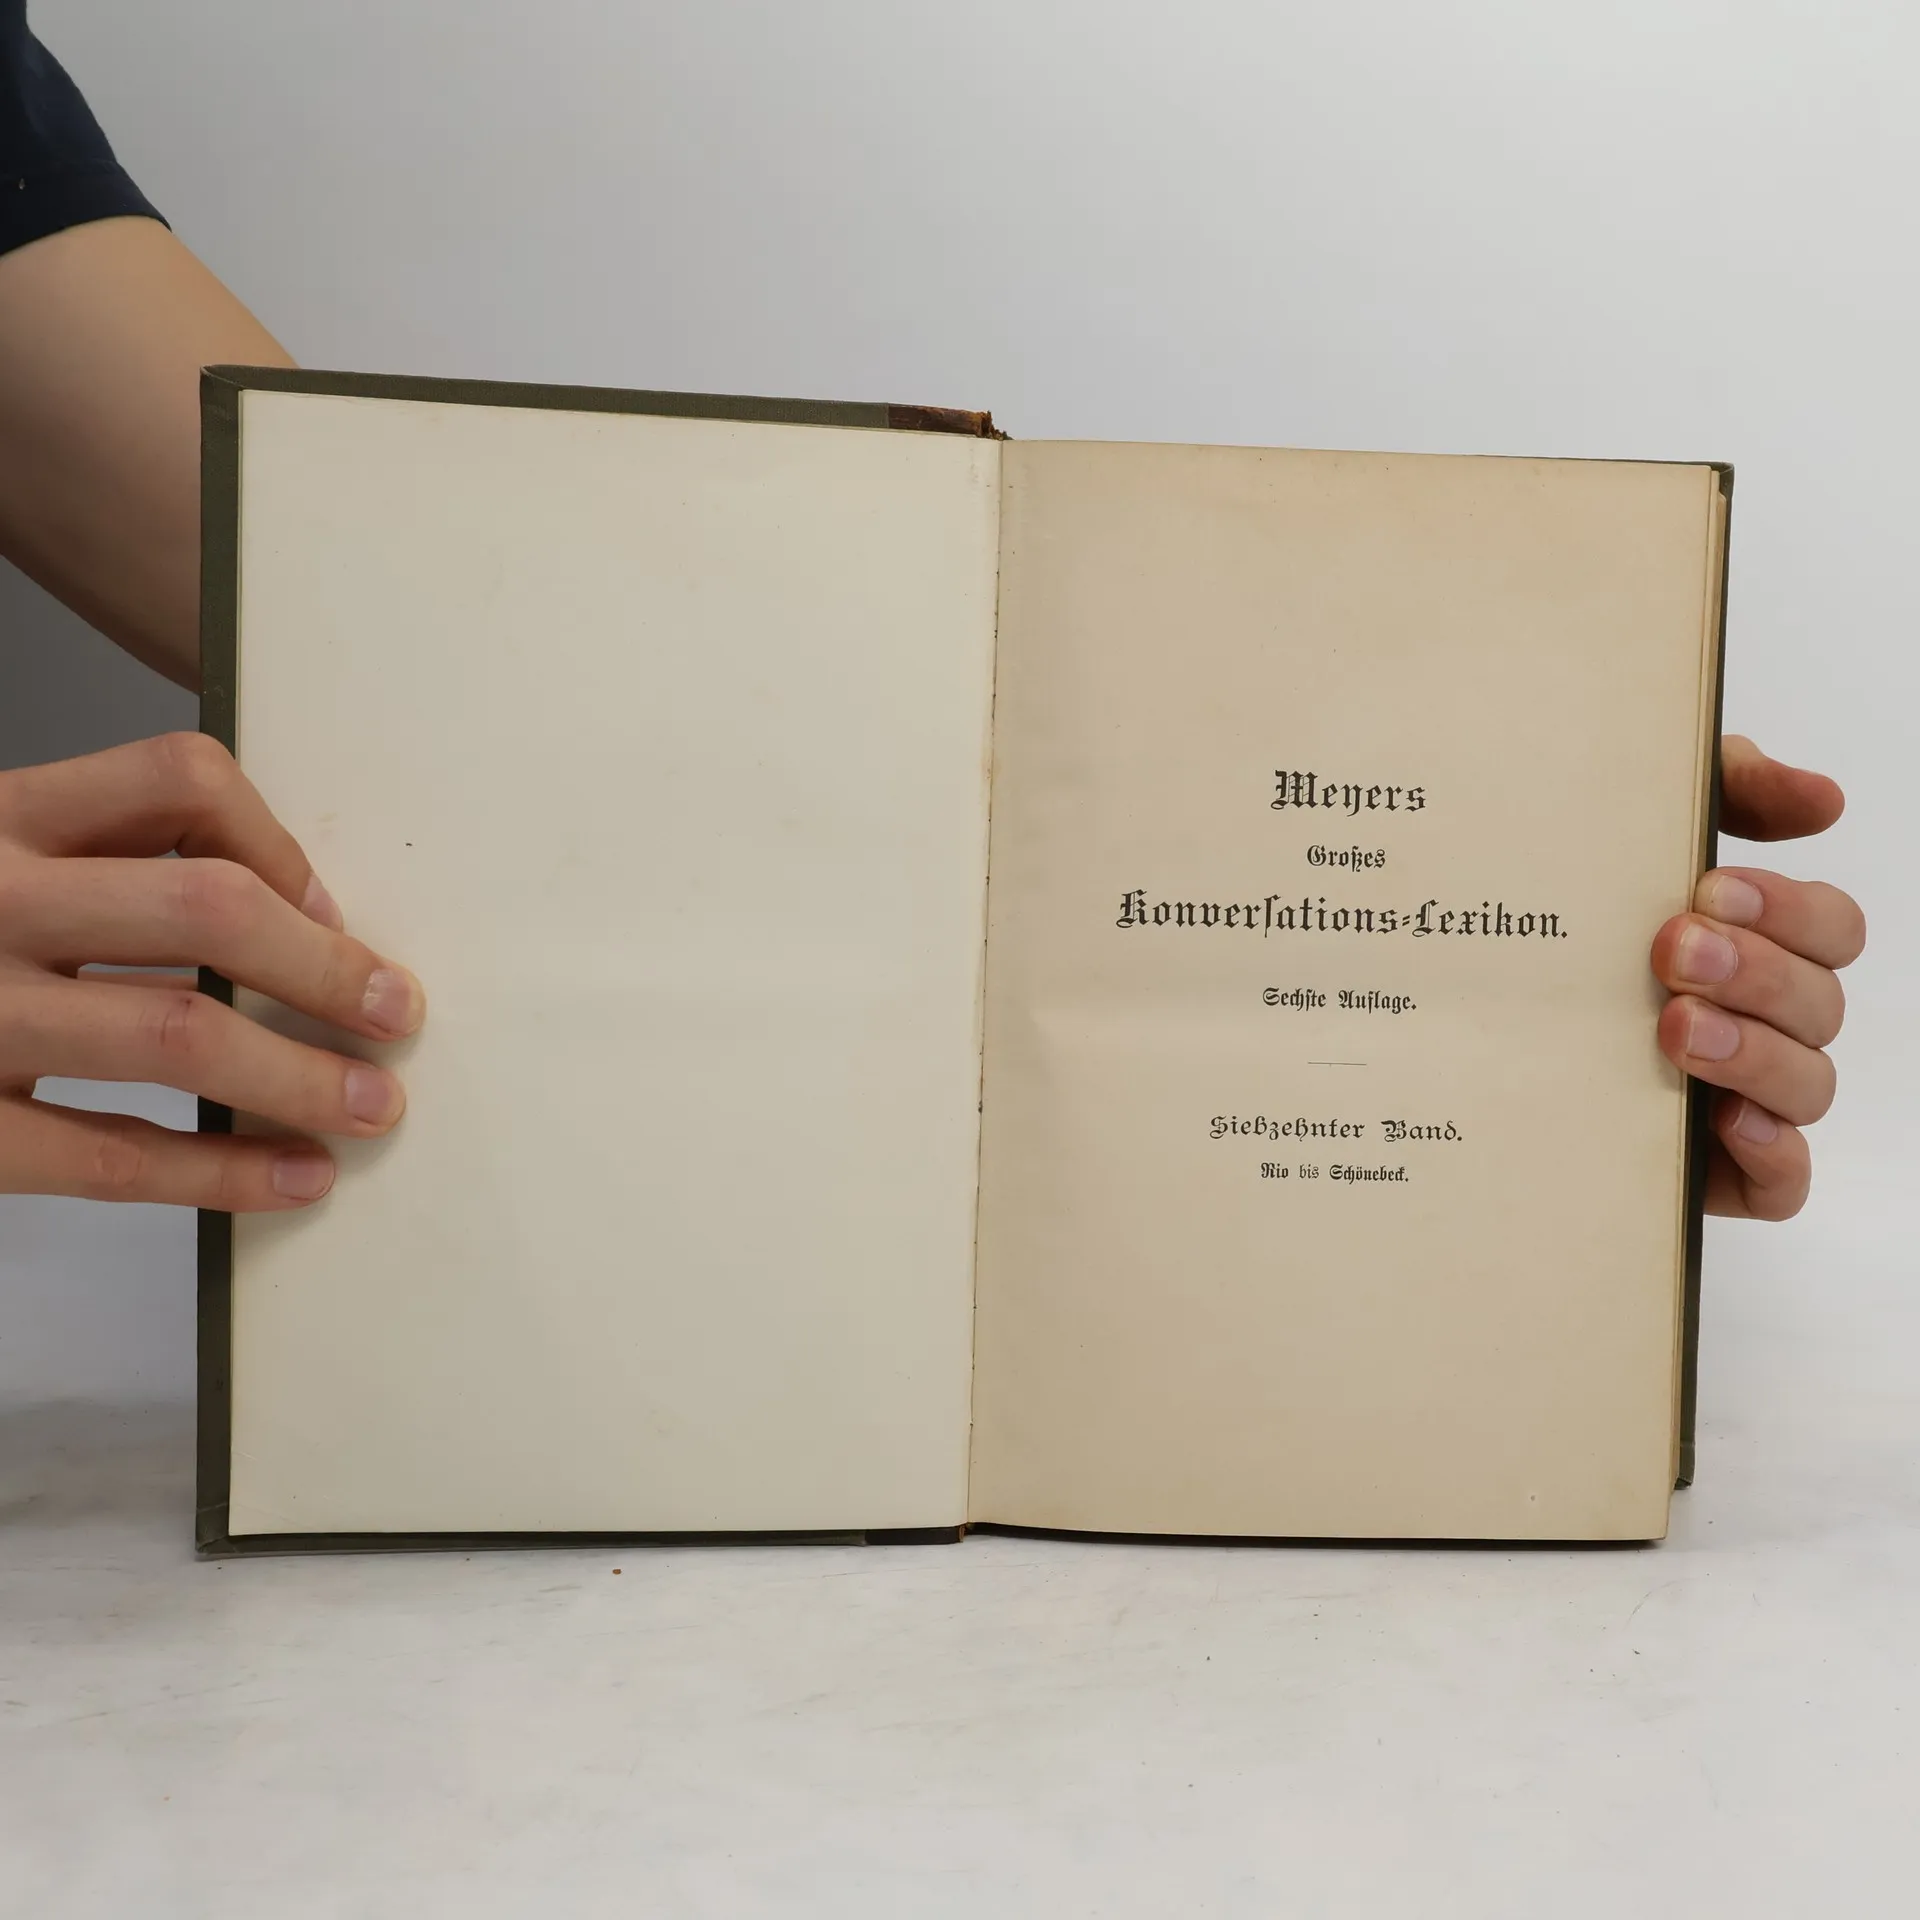 Meyers
Großes
Konverſations⸗Lexikon.
Sechſte Auflage.
Siebzehnter Band.
Rio bis Schönebeck.